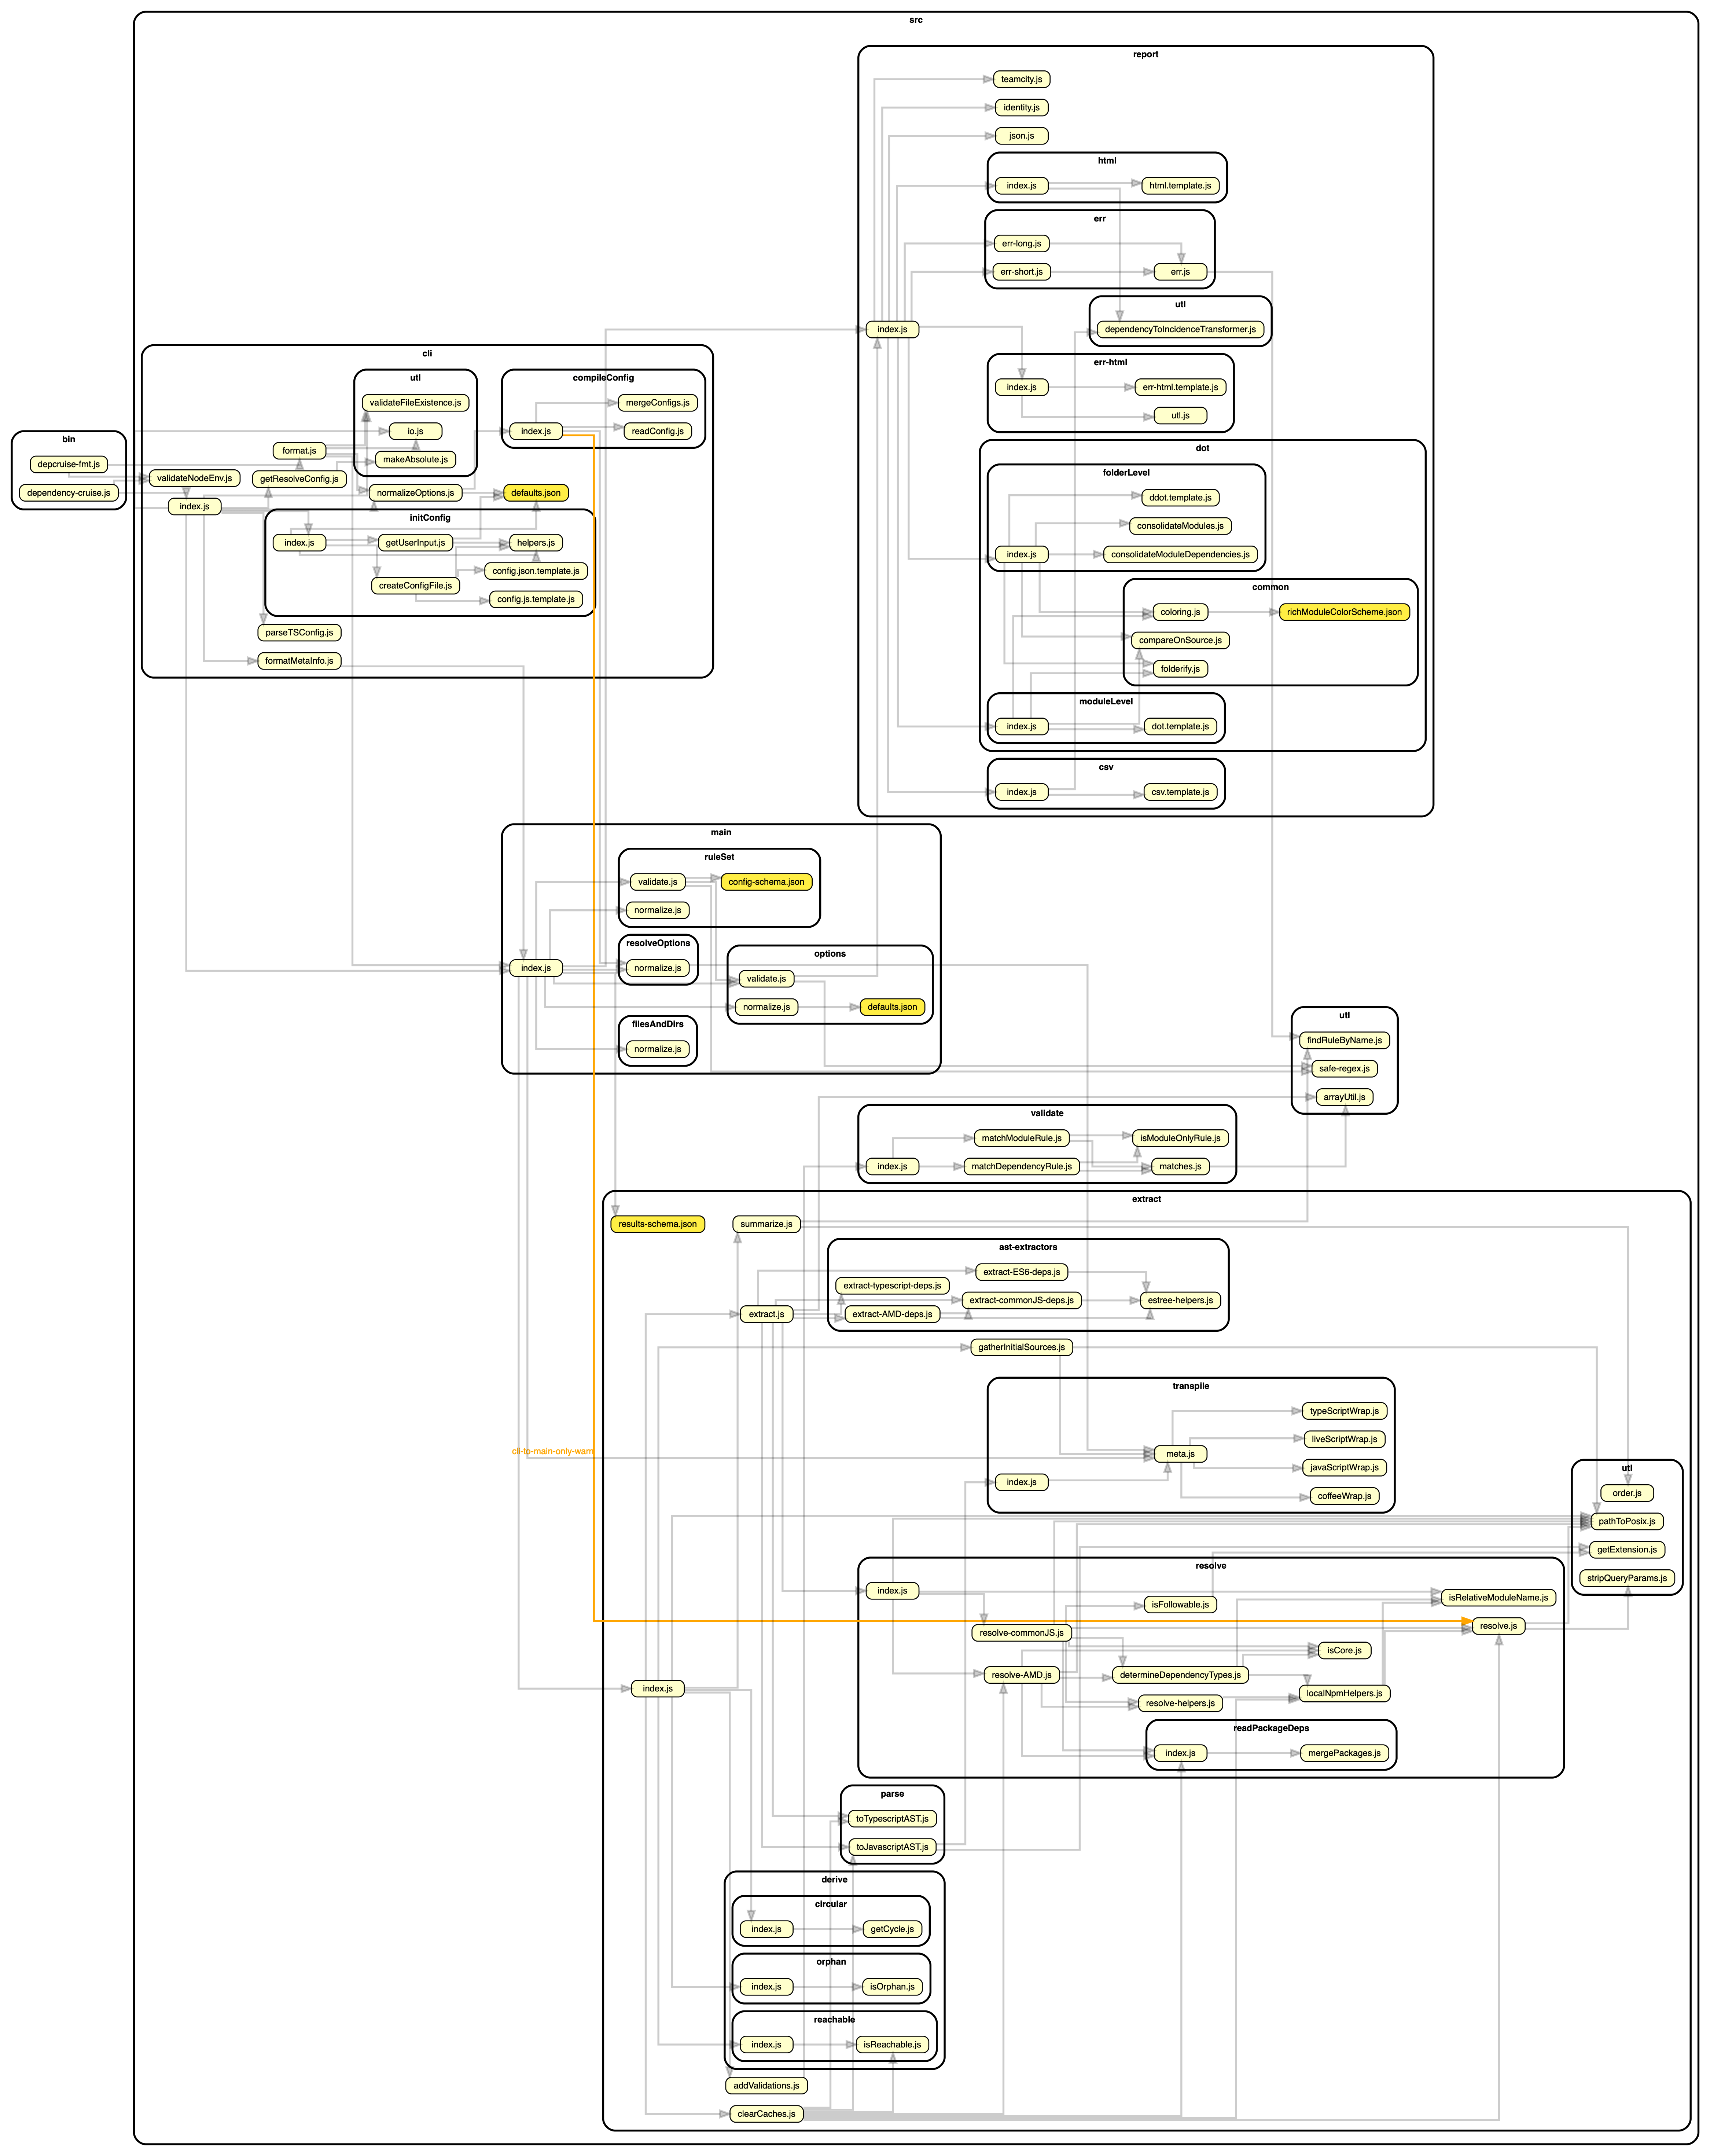 src
report
teamcity.js
identity.js
json.js
html
index.js
html.template.js
err
err-long.js
err-short.js
err.js
utl
dependencyToIncidenceTransformer.js
index.js
err-html
index.js
err-html.template.js
utl.js
dot
folderLevel
ddot.template.js
consolidateModules.js
index.js
consolidateModuleDependencies.js
common
coloring.js
richModuleColorScheme.json
compareOnSource.js
folderify.js
moduleLevel
index.js
dot.template.js
csv
index.js
csv.template.js
cli
utl
validateFileExistence.js
io.js
makeAbsolute.js
compileConfig
mergeConfigs.js
index.js
readConfig.js
bin
depcruise-fmt.js
dependency-cruise.js
format.js
validateNodeEnv.js
getResolveConfig.js
index.js
normalizeOptions.js
defaults.json
initConfig
index.js
getUserInput.js
helpers.js
config.json.template.js
createConfigFile.js
config.js.template.js
parseTSConfig.js
formatMetaInfo.js
main
ruleSet
validate.js
config-schema.json
normalize.js
resolveOptions
index.js
normalize.js
options
validate.js
normalize.js
defaults.json
filesAndDirs
normalize.js
utl
findRuleByName.js
safe-regex.js
arrayUtil.js
validate
matchModuleRule.js
isModuleOnlyRule.js
index.js
matchDependencyRule.js
matches.js
extract
results-schema.json
summarize.js
ast-extractors
extract-ES6-deps.js
extract-typescript-deps.js
extract-commonJS-deps.js
estree-helpers.js
extract.js
extract-AMD-deps.js
gatherInitialSources.js
transpile
typeScriptWrap.js
liveScriptWrap.js
cli-to-main-only-warn
meta.js
javaScriptWrap.js
index.js
coffeeWrap.js
utl
order.js
pathToPosix.js
getExtension.js
stripQueryParams.js
resolve
index.js
isRelativeModuleName.js
isFollowable.js
resolve.js
resolve-commonJS.js
isCore.js
resolve-AMD.js
determineDependencyTypes.js
index.js
localNpmHelpers.js
resolve-helpers.js
readPackageDeps
index.js
mergePackages.js
parse
toTypescriptAST.js
toJavascriptAST.js
derive
circular
index.js
getCycle.js
orphan
index.js
isOrphan.js
reachable
index.js
isReachable.js
addValidations.js
clearCaches.js